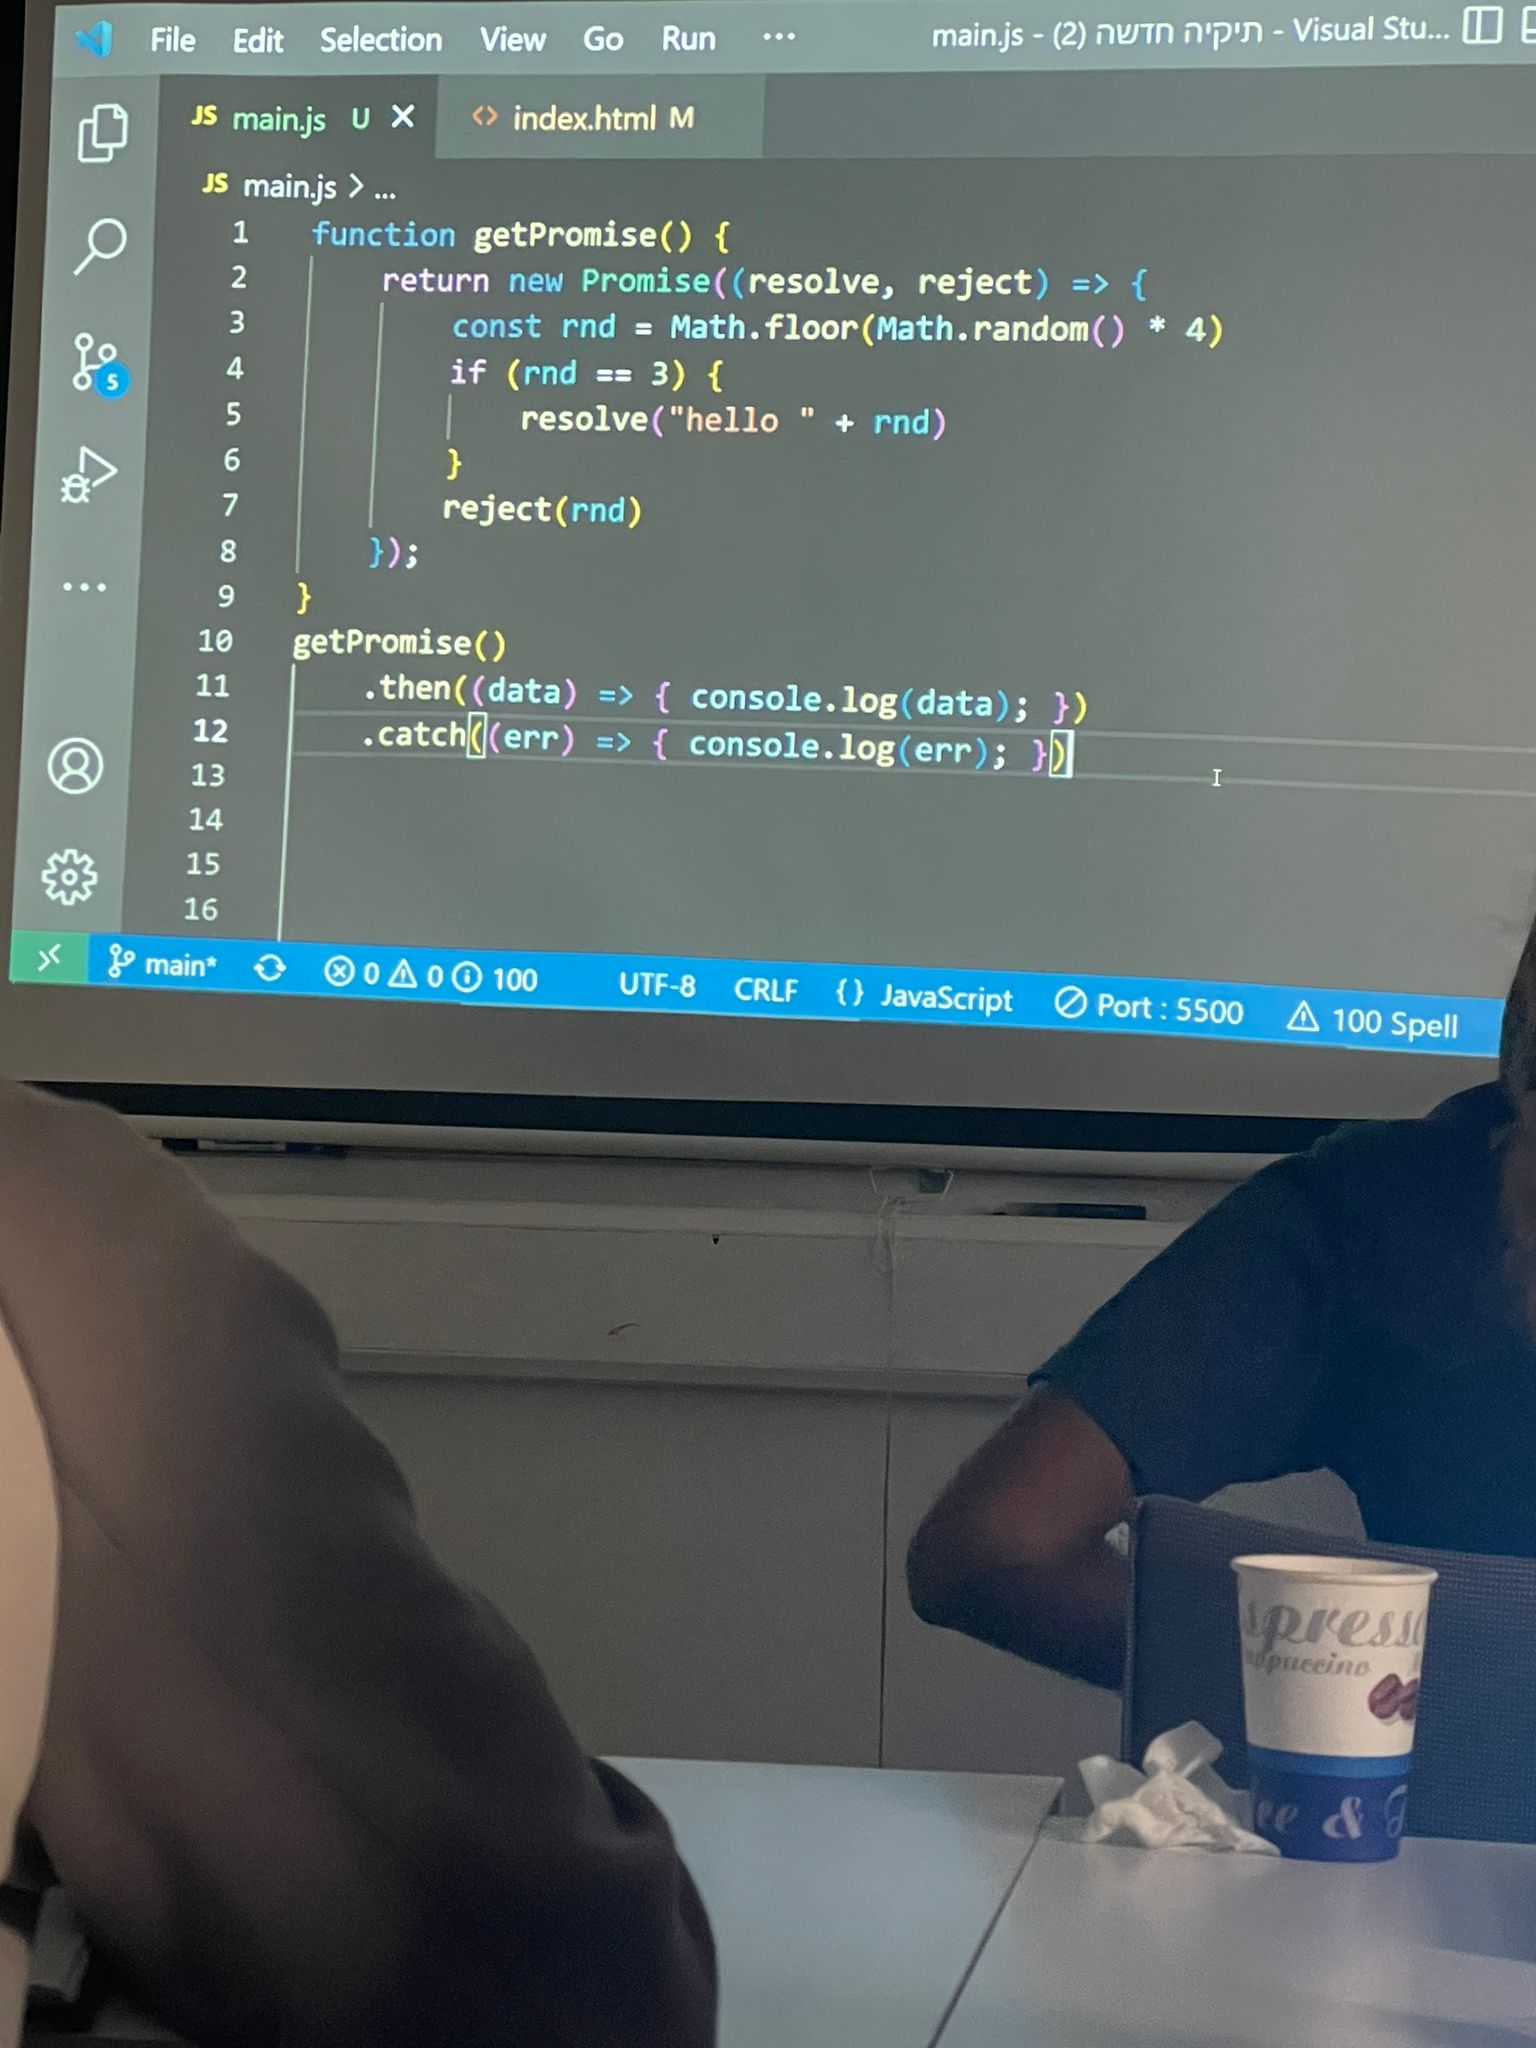 File Edit Selection View Go Run ... main.js - תיקיה חדשה (2) - Visual Stu...
JS main.js U × <> index.html M
JS main.js > ...
1 function getPromise() {
2 return new Promise((resolve, reject) => {
3 const rnd = Math.floor(Math.random() * 4)
4 if (rnd == 3) {
5 resolve("hello " + rnd)
6 }
7 reject(rnd)
8 });
9 }
10 getPromise()
11 .then((data) => { console.log(data); })
12 .catch((err) => { console.log(err); })
13
14
15
16
5
main* 0 0 100 UTF-8 CRLF {} JavaScript Port : 5500 100 Spell
spresso
ppuccino
ee &